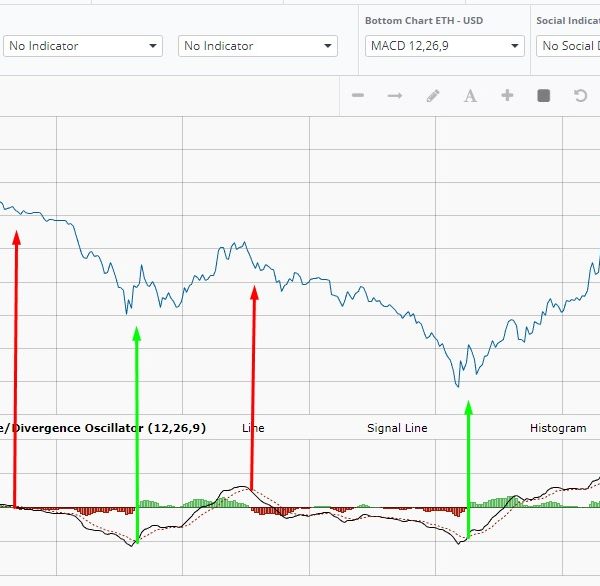 Bottom Chart ETH - USD
Social Indicat
No Indicator
No Indicator
MACD 12,26,9
No Social D
A
e/Divergence Oscillator (12,26,9)
Line
Signal Line
Histogram